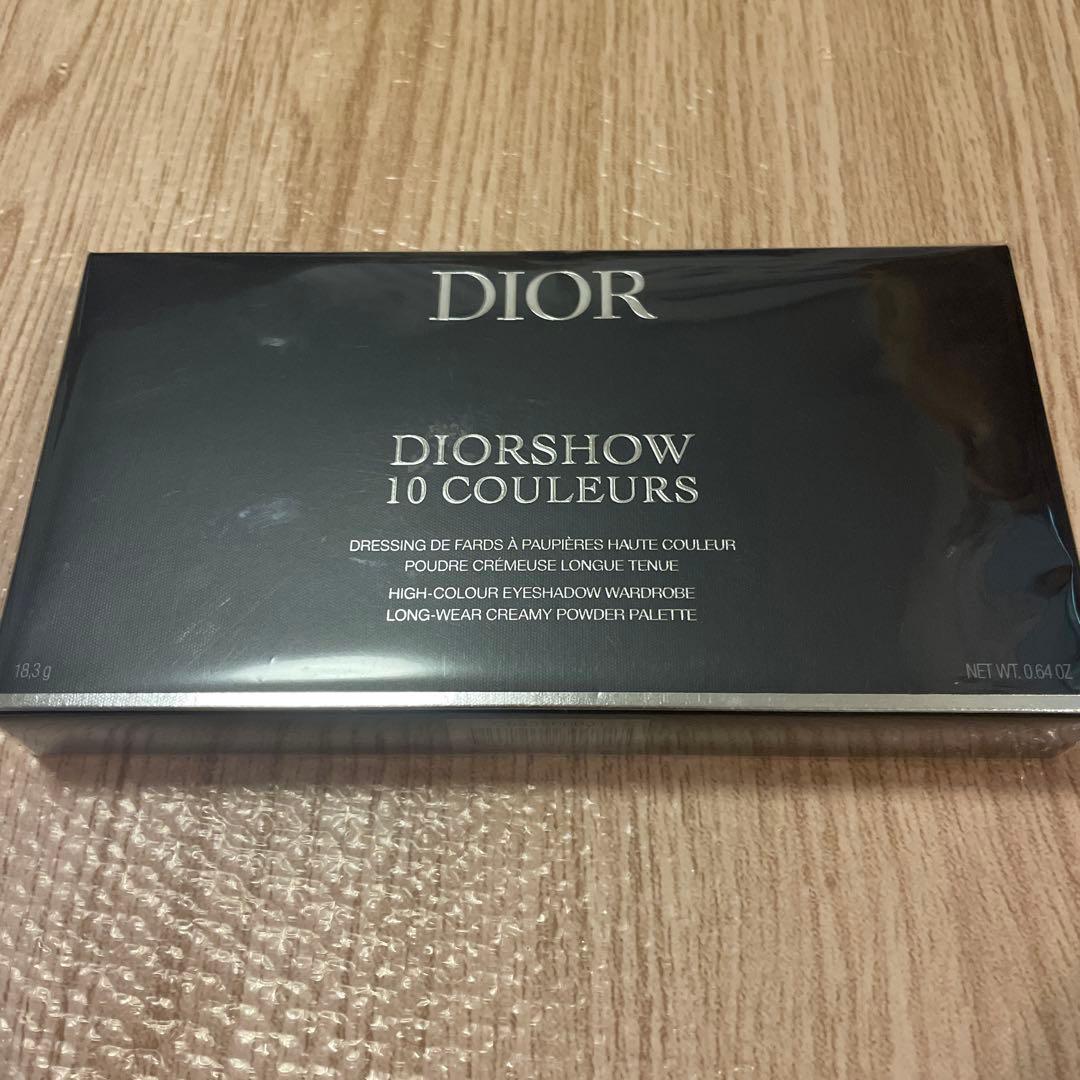 DIOR
DIORSHOW
10 COULEURS
DRESSING DE FARDS À PAUPIÈRES HAUTE COULEUR
POUDRE CRÉMEUSE LONGUE TENUE
HIGH-COLOUR EYESHADOW WARDROBE
LONG-WEAR CREAMY POWDER PALETTE
18,3 g
NET WT. 0.64 OZ